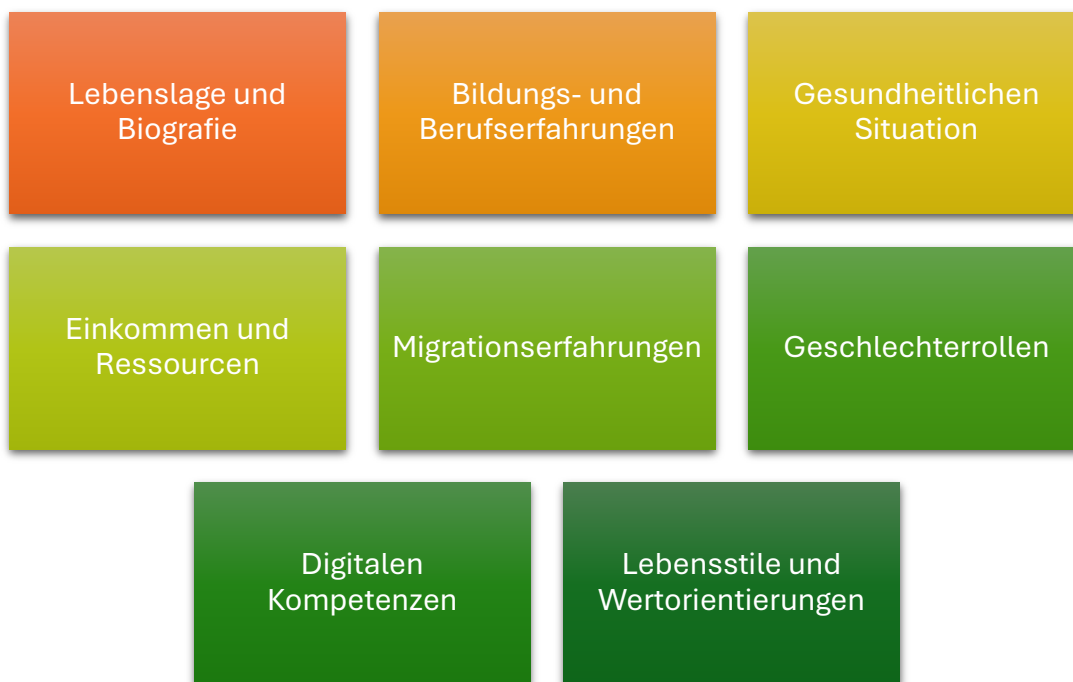 Lebenslage und
Biografie
Bildungs- und
Berufserfahrungen
Gesundheitlichen
Situation
Einkommen und
Ressourcen
Migrationserfahrungen
Geschlechterrollen
Digitalen
Kompetenzen
Lebensstile und
Wertorientierungen